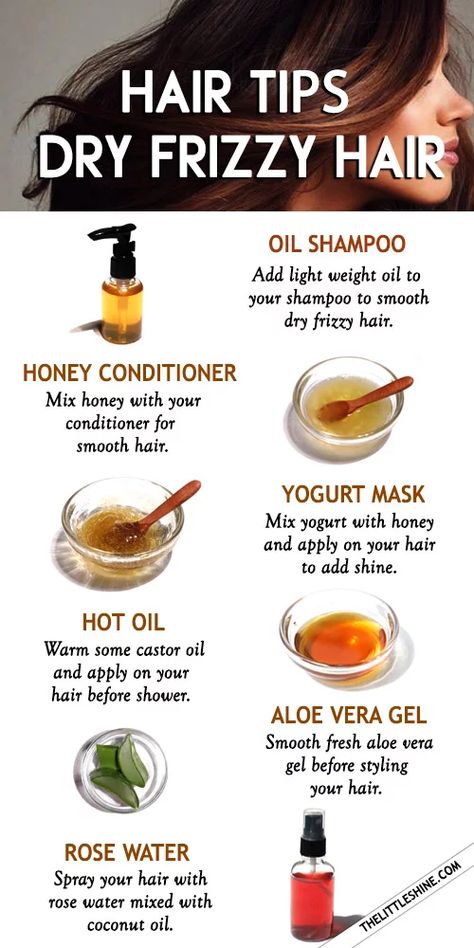 HAIR TIPS
DRY FRIZZY HAIR
OIL SHAMPOO
Add light weight oil to
your shampoo to smooth
dry frizzy hair.
HONEY CONDITIONER
Mix honey with your
conditioner for
smooth hair.
YOGURT MASK
Mix yogurt with honey
and apply on your hair
to add shine.
HOT OIL
Warm some castor oil
and apply on your
hair before shower.
ALOE VERA GEL
Smooth fresh aloe vera
gel before styling
your hair.
ROSE WATER
Spray your hair with
rose water mixed with
coconut oil.
THELITTLESHINE.COM